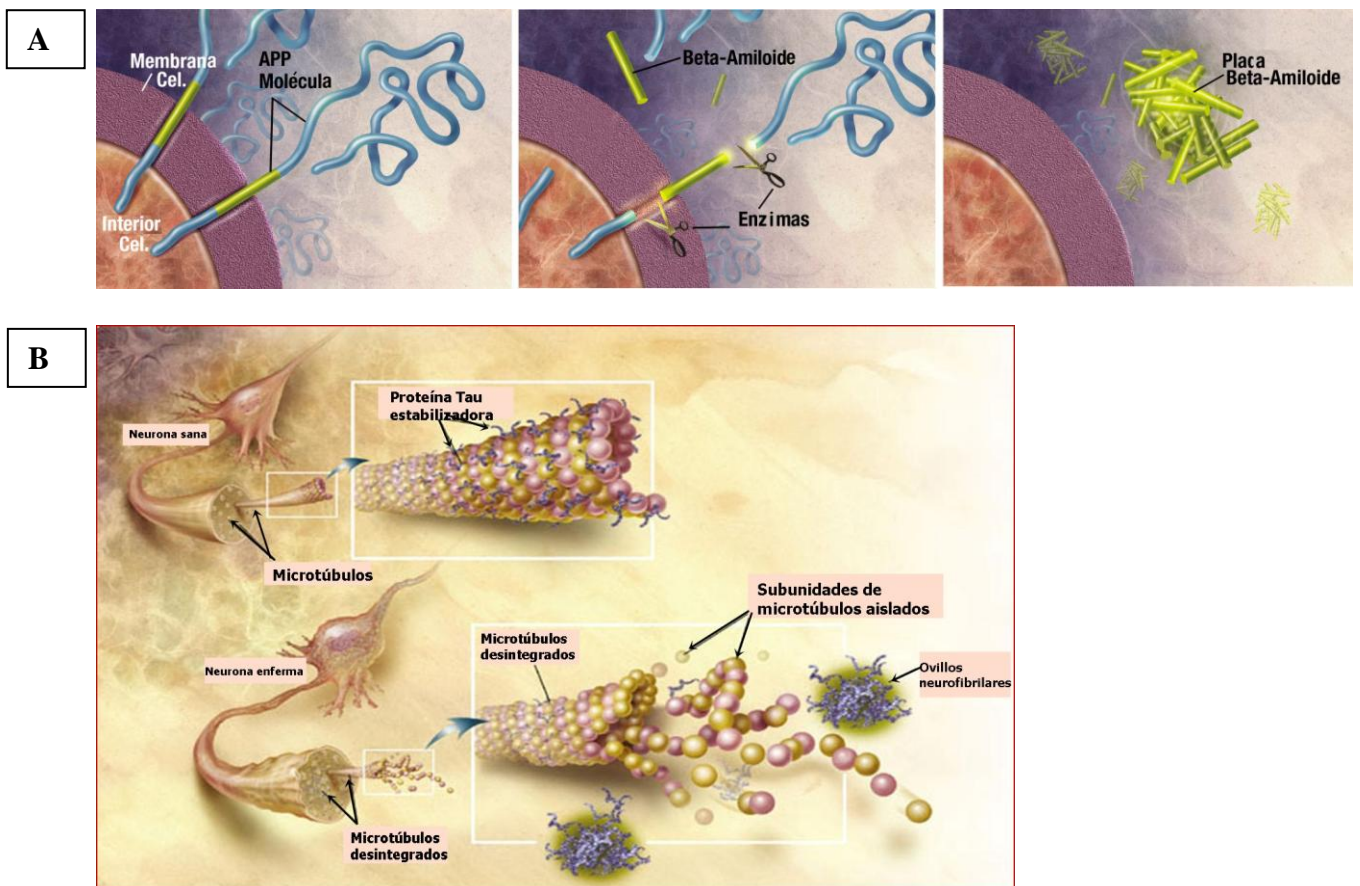 A
Membrana
Cel.
APP
Molécula
Interior
Cel.
Beta-Amiloide
Enzimas
Placa
Beta-Amiloide
B
Neurona sana
Proteína Tau
estabilizadora
Microtúbulos
Neurona enferma
Microtúbulos
desintegrados
Subunidades de
microtúbulos aislados
Ovillos
neurofibrilares
Microtúbulos
desintegrados